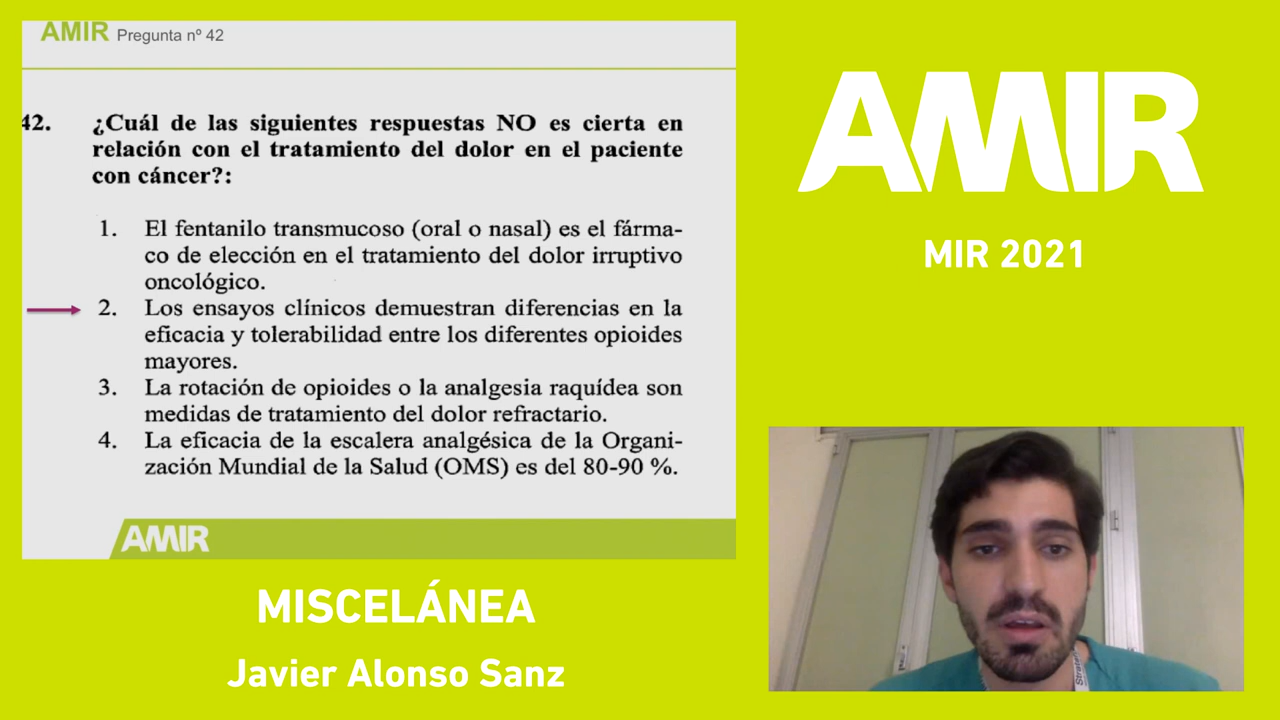 AMIR Pregunta nº 42
42. ¿Cuál de las siguientes respuestas NO es cierta en
relación con el tratamiento del dolor en el paciente
con cáncer?:
1. El fentanilo transmucoso (oral o nasal) es el fárma-
co de elección en el tratamiento del dolor irruptivo
oncológico.
2. Los ensayos clínicos demuestran diferencias en la
eficacia y tolerabilidad entre los diferentes opioides
mayores.
3. La rotación de opioides o la analgesia raquídea son
medidas de tratamiento del dolor refractario.
4. La eficacia de la escalera analgésica de la Organi-
zación Mundial de la Salud (OMS) es del 80-90 %.
AMIR
MISCELÁNEA
Javier Alonso Sanz
AMIR
MIR 2021